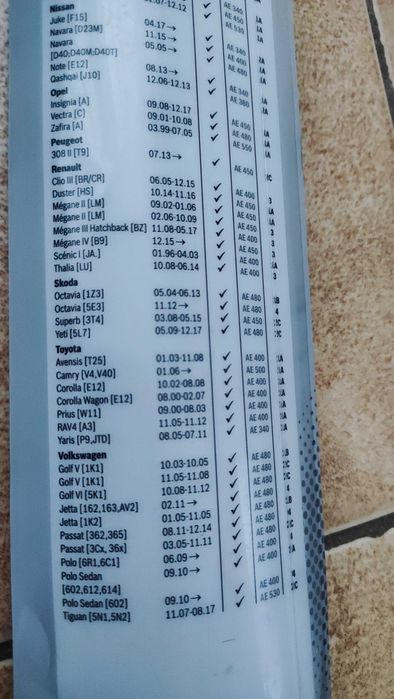 07-12.12 ✓ AE 450
Nissan AE 530
Juke [F15] 04.17→ ✓ AE 340
Navara [D23M] 11.15→ ✓ AE 400
Navara 05.05→ ✓ AE 480
[D40;D40M;D40T]
Note [E12] 08.13→ ✓ AE 340
Qashqai [J10] 12.06-12.13 ✓ AE 380
Opel
Insignia [A] 09.08-12.17 ✓ AE 450
Vectra [C] 09.01-10.08 ✓ AE 480
Zafira [A] 03.99-07.05 ✓ AE 550
Peugeot
308 II [T9] 07.13→ ✓ AE 450
Renault
Clio III [BR/CR] 06.05-12.15 ✓ AE 400
Duster [HS] 10.14-11.16 ✓ AE 450
Mégane II [LM] 09.02-01.06 ✓ AE 450
Mégane II [LM] 02.06-10.09 ✓ AE 450
Mégane III Hatchback [BZ] 11.08-05.17 ✓ AE 400
Mégane IV [B9] 12.15→ ✓ AE 450
Scénic I [JA.] 01.96-04.03 ✓ AE 400
Thalia [LU] 10.08-06.14 ✓ AE 400
Skoda
Octavia [1Z3] 05.04-06.13 ✓ AE 480
Octavia [5E3] 11.12→ ✓ AE 480
Superb [3T4] 03.08-05.15 ✓ AE 450
Yeti [5L7] 05.09-12.17 ✓ AE 480
Toyota
Avensis [T25] 01.03-11.08 ✓ AE 400
Camry [V4,V40] 01.06→ ✓ AE 500
Corolla [E12] 10.02-08.08 ✓ AE 400
Corolla Wagon [E12] 08.00-02.07 ✓ AE 400
Prius [W11] 09.00-08.03 ✓ AE 400
RAV4 [A3] 11.05-11.12 ✓ AE 400
Yaris [P9,JTD] 08.05-07.11 ✓ AE 340
Volkswagen
Golf V [1K1] 10.03-10.05 ✓ AE 480
Golf V [1K1] 11.05-11.08 ✓ AE 480
Golf VI [5K1] 10.08-11.12 ✓ AE 480
Jetta [162,163,AV2] 02.11→ ✓ AE 480
Jetta [1K2] 01.05-11.05 ✓ AE 480
Passat [362,365] 08.11-12.14 ✓ AE 480
Passat [3Cx, 36x] 03.05-11.11 ✓ AE 480
Polo [6R1,6C1] 06.09→ ✓ AE 400
Polo Sedan 09.10→ ✓ AE 400
[602,612,614]
Polo Sedan [602] 09.10→ ✓ AE 400
Tiguan [5N1,5N2] 11.07-08.17 ✓ AE 530